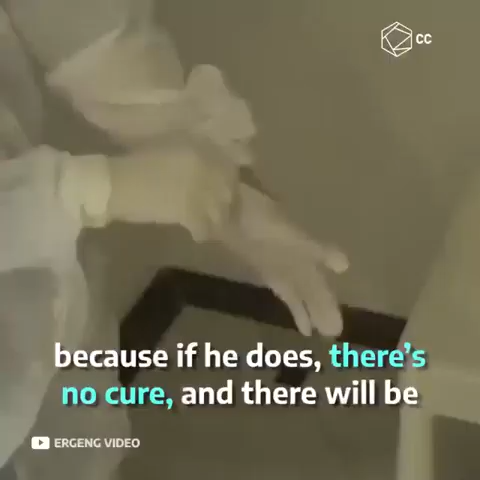 CC
because if he does, there's
no cure, and there will be
ERGENG VIDEO